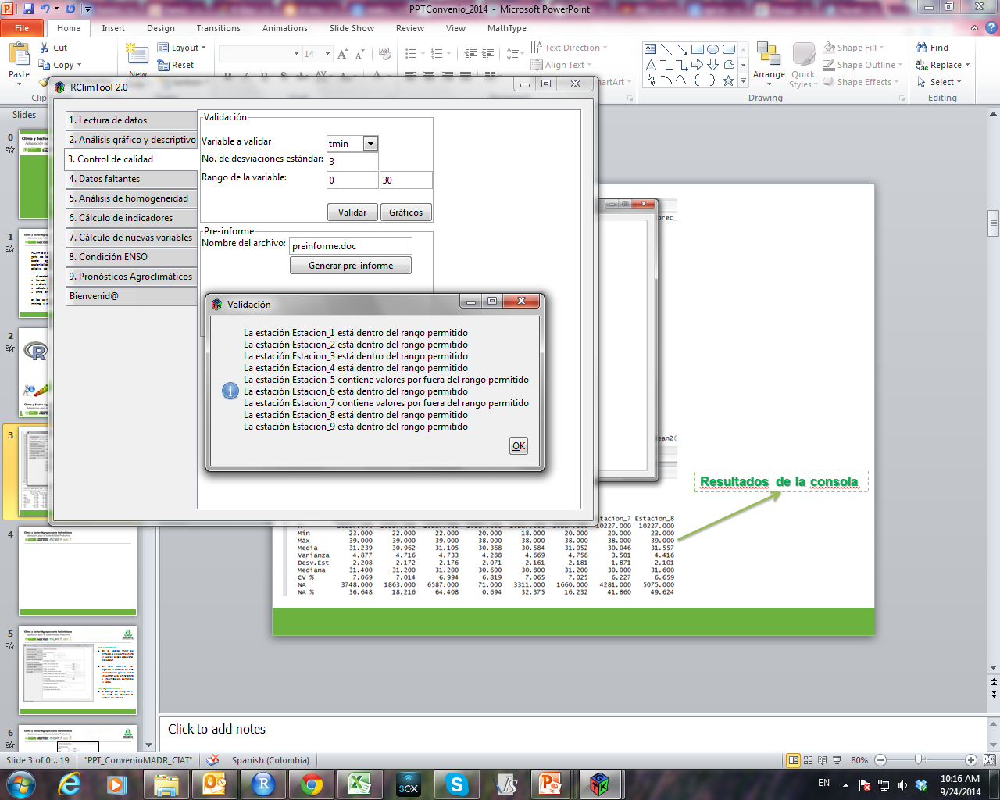 PPTConvenio_2014 - Microsoft PowerPoint
File Home Insert Design Transitions Animations Slide Show Review View MathType
Paste
Cut
Copy
New
Layout
Reset
14
Text Direction
Align Text
Arrange
Quick Styles
Shape Fill
Shape Outline
Shape Effects
Find
Replace
Select
Drawing
Editing
Slides
RClimTool 2.0
1. Lectura de datos
2. Análisis gráfico y descriptivo
3. Control de calidad
4. Datos faltantes
5. Análisis de homogeneidad
6. Cálculo de indicadores
7. Cálculo de nuevas variables
8. Condición ENSO
9. Pronósticos Agroclimáticos
Bienvenid@
Validación
Variable a validar tmin
No. de desviaciones estándar: 3
Rango de la variable: 0 30
Validar Gráficos
Pre-informe
Nombre del archivo: preinforme.doc
Generar pre-informe
Validación
La estación Estacion_1 está dentro del rango permitido
La estación Estacion_2 está dentro del rango permitido
La estación Estacion_3 está dentro del rango permitido
La estación Estacion_4 está dentro del rango permitido
La estación Estacion_5 contiene valores por fuera del rango permitido
La estación Estacion_6 está dentro del rango permitido
La estación Estacion_7 contiene valores por fuera del rango permitido
La estación Estacion_8 está dentro del rango permitido
La estación Estacion_9 está dentro del rango permitido
OK
Resultados de la consola
Estacion_8
10227.000 10227.000
Min 23.000 22.000 22.000 20.000 18.000 20.000 20.000 23.000
Máx 39.000 39.000 39.000 38.000 38.000 38.000 38.000 39.000
Media 31.239 30.962 31.105 30.368 30.584 31.052 30.046 31.557
Varianza 4.877 4.716 4.733 4.288 4.669 4.758 3.501 4.416
Desv.Est 2.208 2.172 2.176 2.071 2.161 2.181 1.871 2.101
Mediana 31.400 31.200 31.200 30.600 30.800 31.200 30.000 31.600
CV % 7.069 7.014 6.994 6.819 7.065 7.025 6.227 6.659
NA 3748.000 1863.000 6587.000 71.000 3311.000 1660.000 4281.000 5075.000
NA % 36.648 18.216 64.408 0.694 32.375 16.232 41.860 49.624
0
1
2
3
4
5
6
Click to add notes
Slide 3 of 0 .. 19 "PPT_ConvenioMADR_CIAT" Spanish (Colombia) 80%
3CX
EN
10:16 AM
9/24/2014